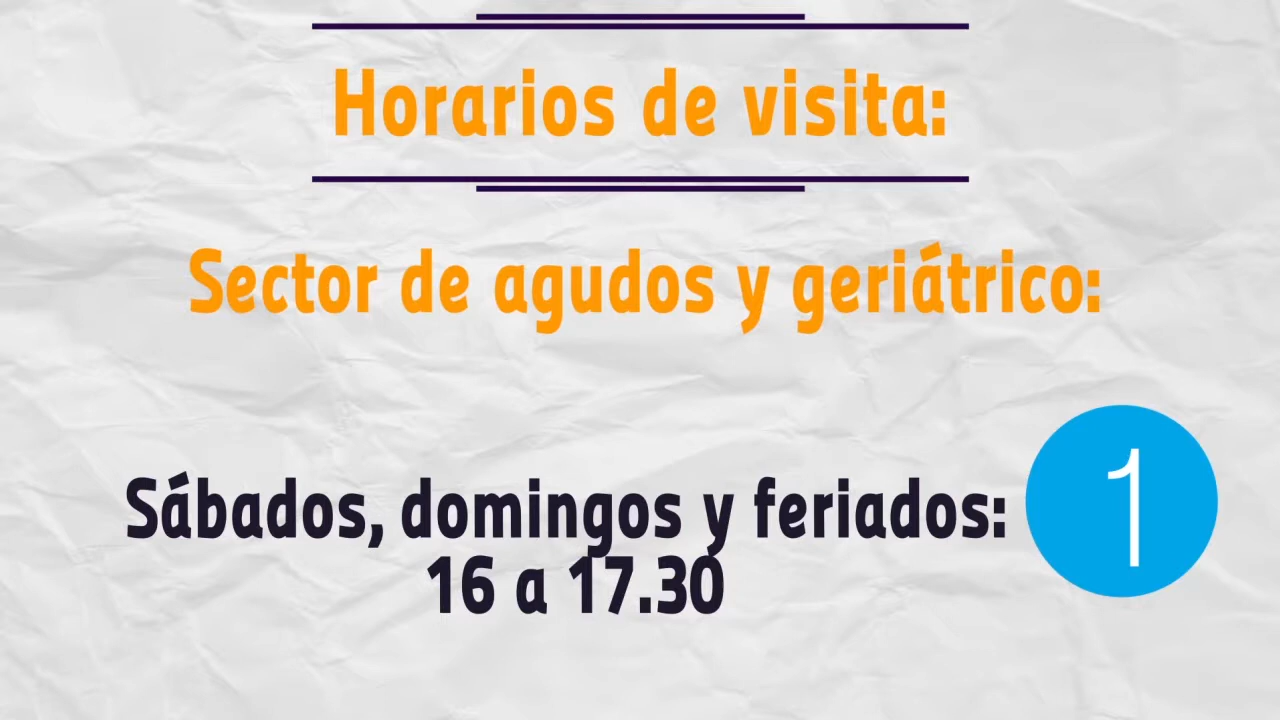 Horarios de visita:
Sector de agudos y geriátrico:
Sábados, domingos y feriados:
16 a 17.30
1